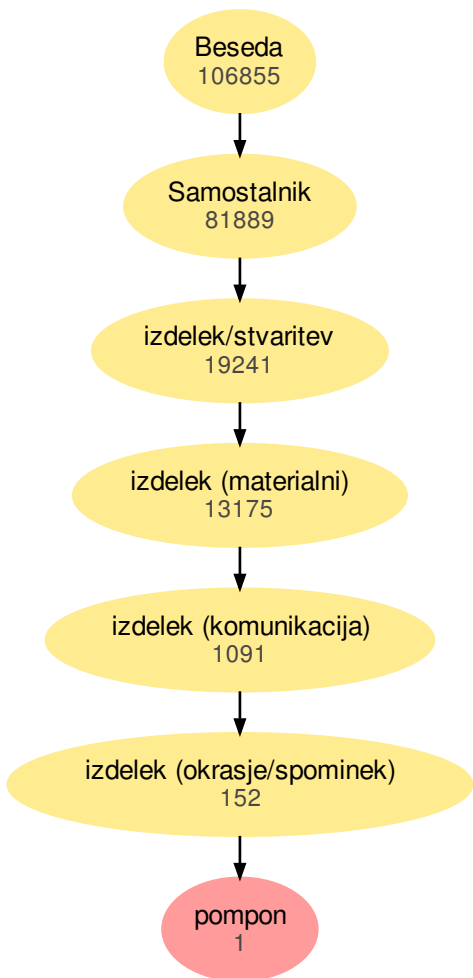 Beseda
106855
Samostalnik
81889
izdelek/stvaritev
19241
izdelek (materialni)
13175
izdelek (komunikacija)
1091
izdelek (okrasje/spominek)
152
pompon
1